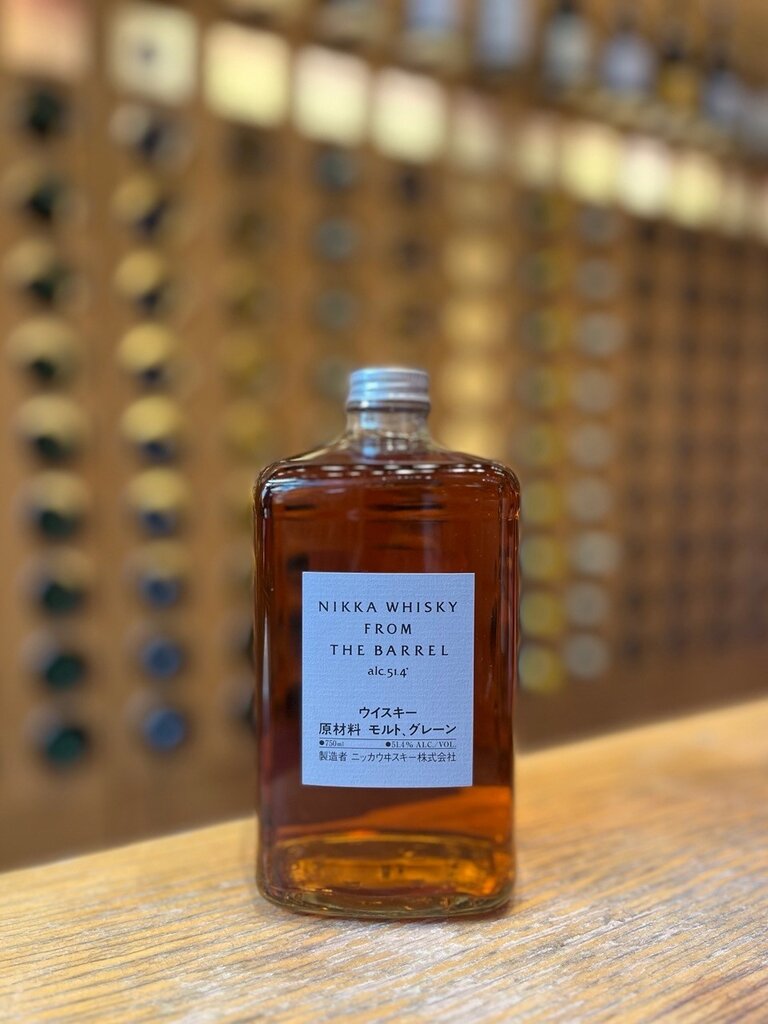 NIKKA WHISKY
FROM
THE BARREL
alc.51.4°
ウイスキー
原材料 モルト、グレーン
●750ml ●51.4% ALC./VOL.
製造者 ニッカウヰスキー株式会社